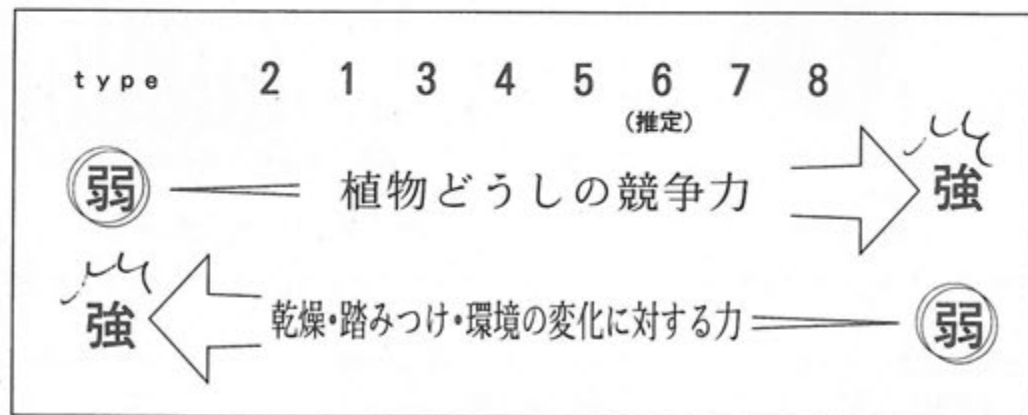 type 2 1 3 4 5 6 7 8
(推定)
弱 植物どうしの競争力 強
強 乾燥・踏みつけ・環境の変化に対する力 弱